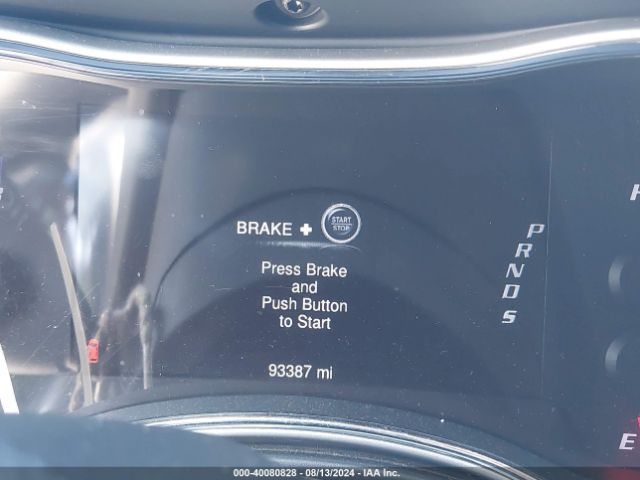 BRAKE + START STOP
Press Brake
and
Push Button
to Start
93387 mi
P
R
N
D
S
E
000-40080828 - 08/13/2024 - IAA Inc.